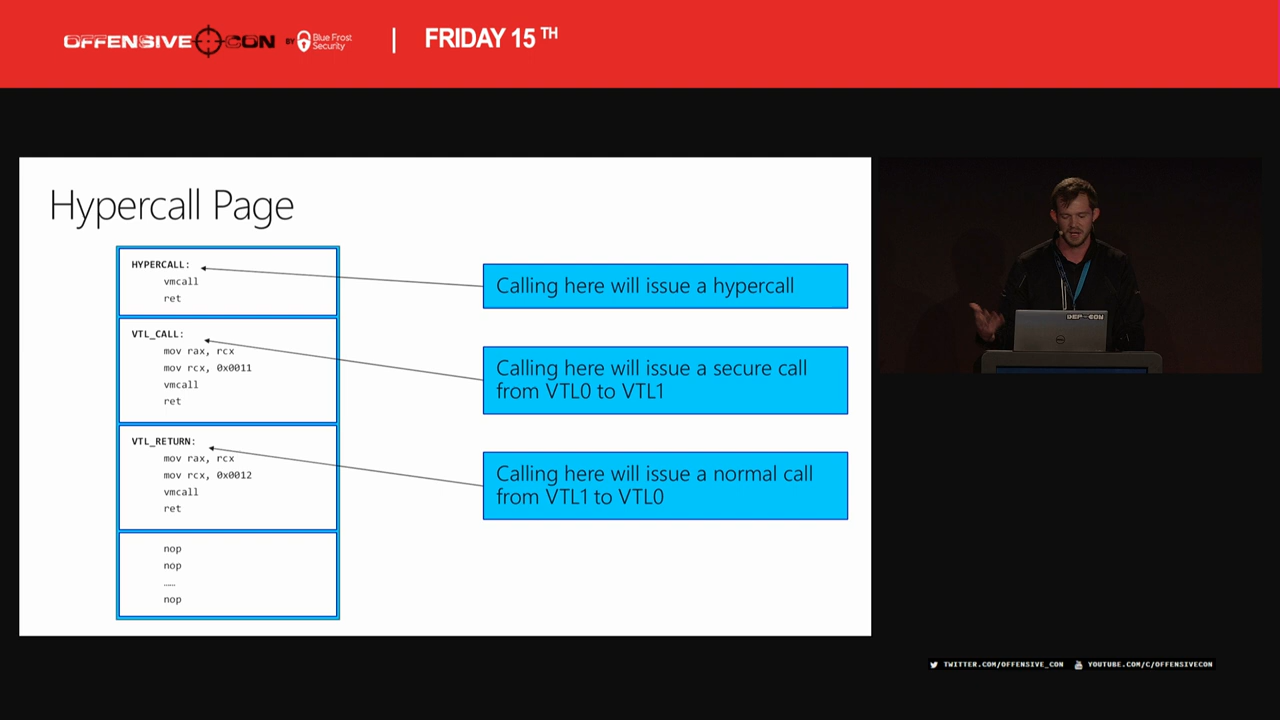 OFFENSIVE CON BY Blue Frost Security | FRIDAY 15 TH
Hypercall Page
HYPERCALL:
vmcall
ret
Calling here will issue a hypercall
VTL_CALL:
mov rax, rcx
mov rcx, 0x0011
vmcall
ret
Calling here will issue a secure call
from VTL0 to VTL1
VTL_RETURN:
mov rax, rcx
mov rcx, 0x0012
vmcall
ret
Calling here will issue a normal call
from VTL1 to VTL0
nop
nop
......
nop
DEF-CON
TWITTER.COM/OFFENSIVE_CON YOUTUBE.COM/C/OFFENSIVECON